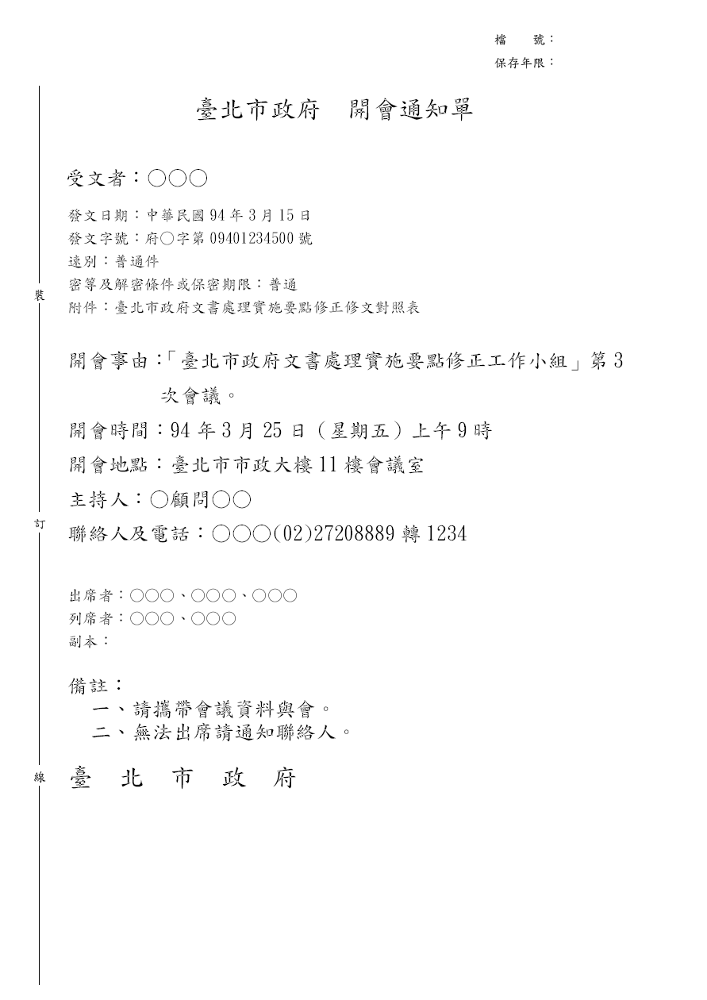 檔　　號：
保存年限：
臺北市政府　開會通知單
受文者：○○○
發文日期：中華民國 94 年 3 月 15 日
發文字號：府○字第 09401234500 號
速別：普通件
密等及解密條件或保密期限：普通
附件：臺北市政府文書處理實施要點修正修文對照表
開會事由：「臺北市政府文書處理實施要點修正工作小組」第 3
次會議。
開會時間：94 年 3 月 25 日（星期五）上午 9 時
開會地點：臺北市市政大樓 11 樓會議室
主持人：○顧問○○
聯絡人及電話：○○○(02)27208889 轉 1234
出席者：○○○、○○○、○○○
列席者：○○○、○○○
副本：
備註：
一、請攜帶會議資料與會。
二、無法出席請通知聯絡人。
臺　北　市　政　府
裝
訂
線